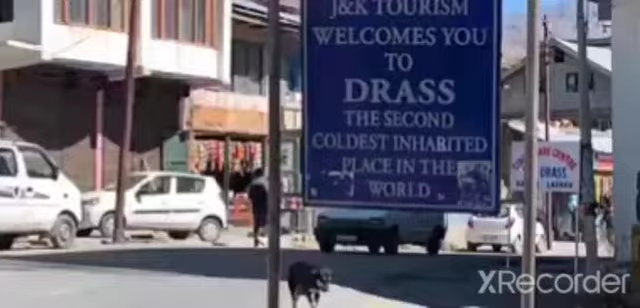 J&K TOURISM
WELCOMES YOU
TO
DRASS
THE SECOND
COLDEST INHABITED
PLACE IN THE
WORLD
DRASS
XRecorder